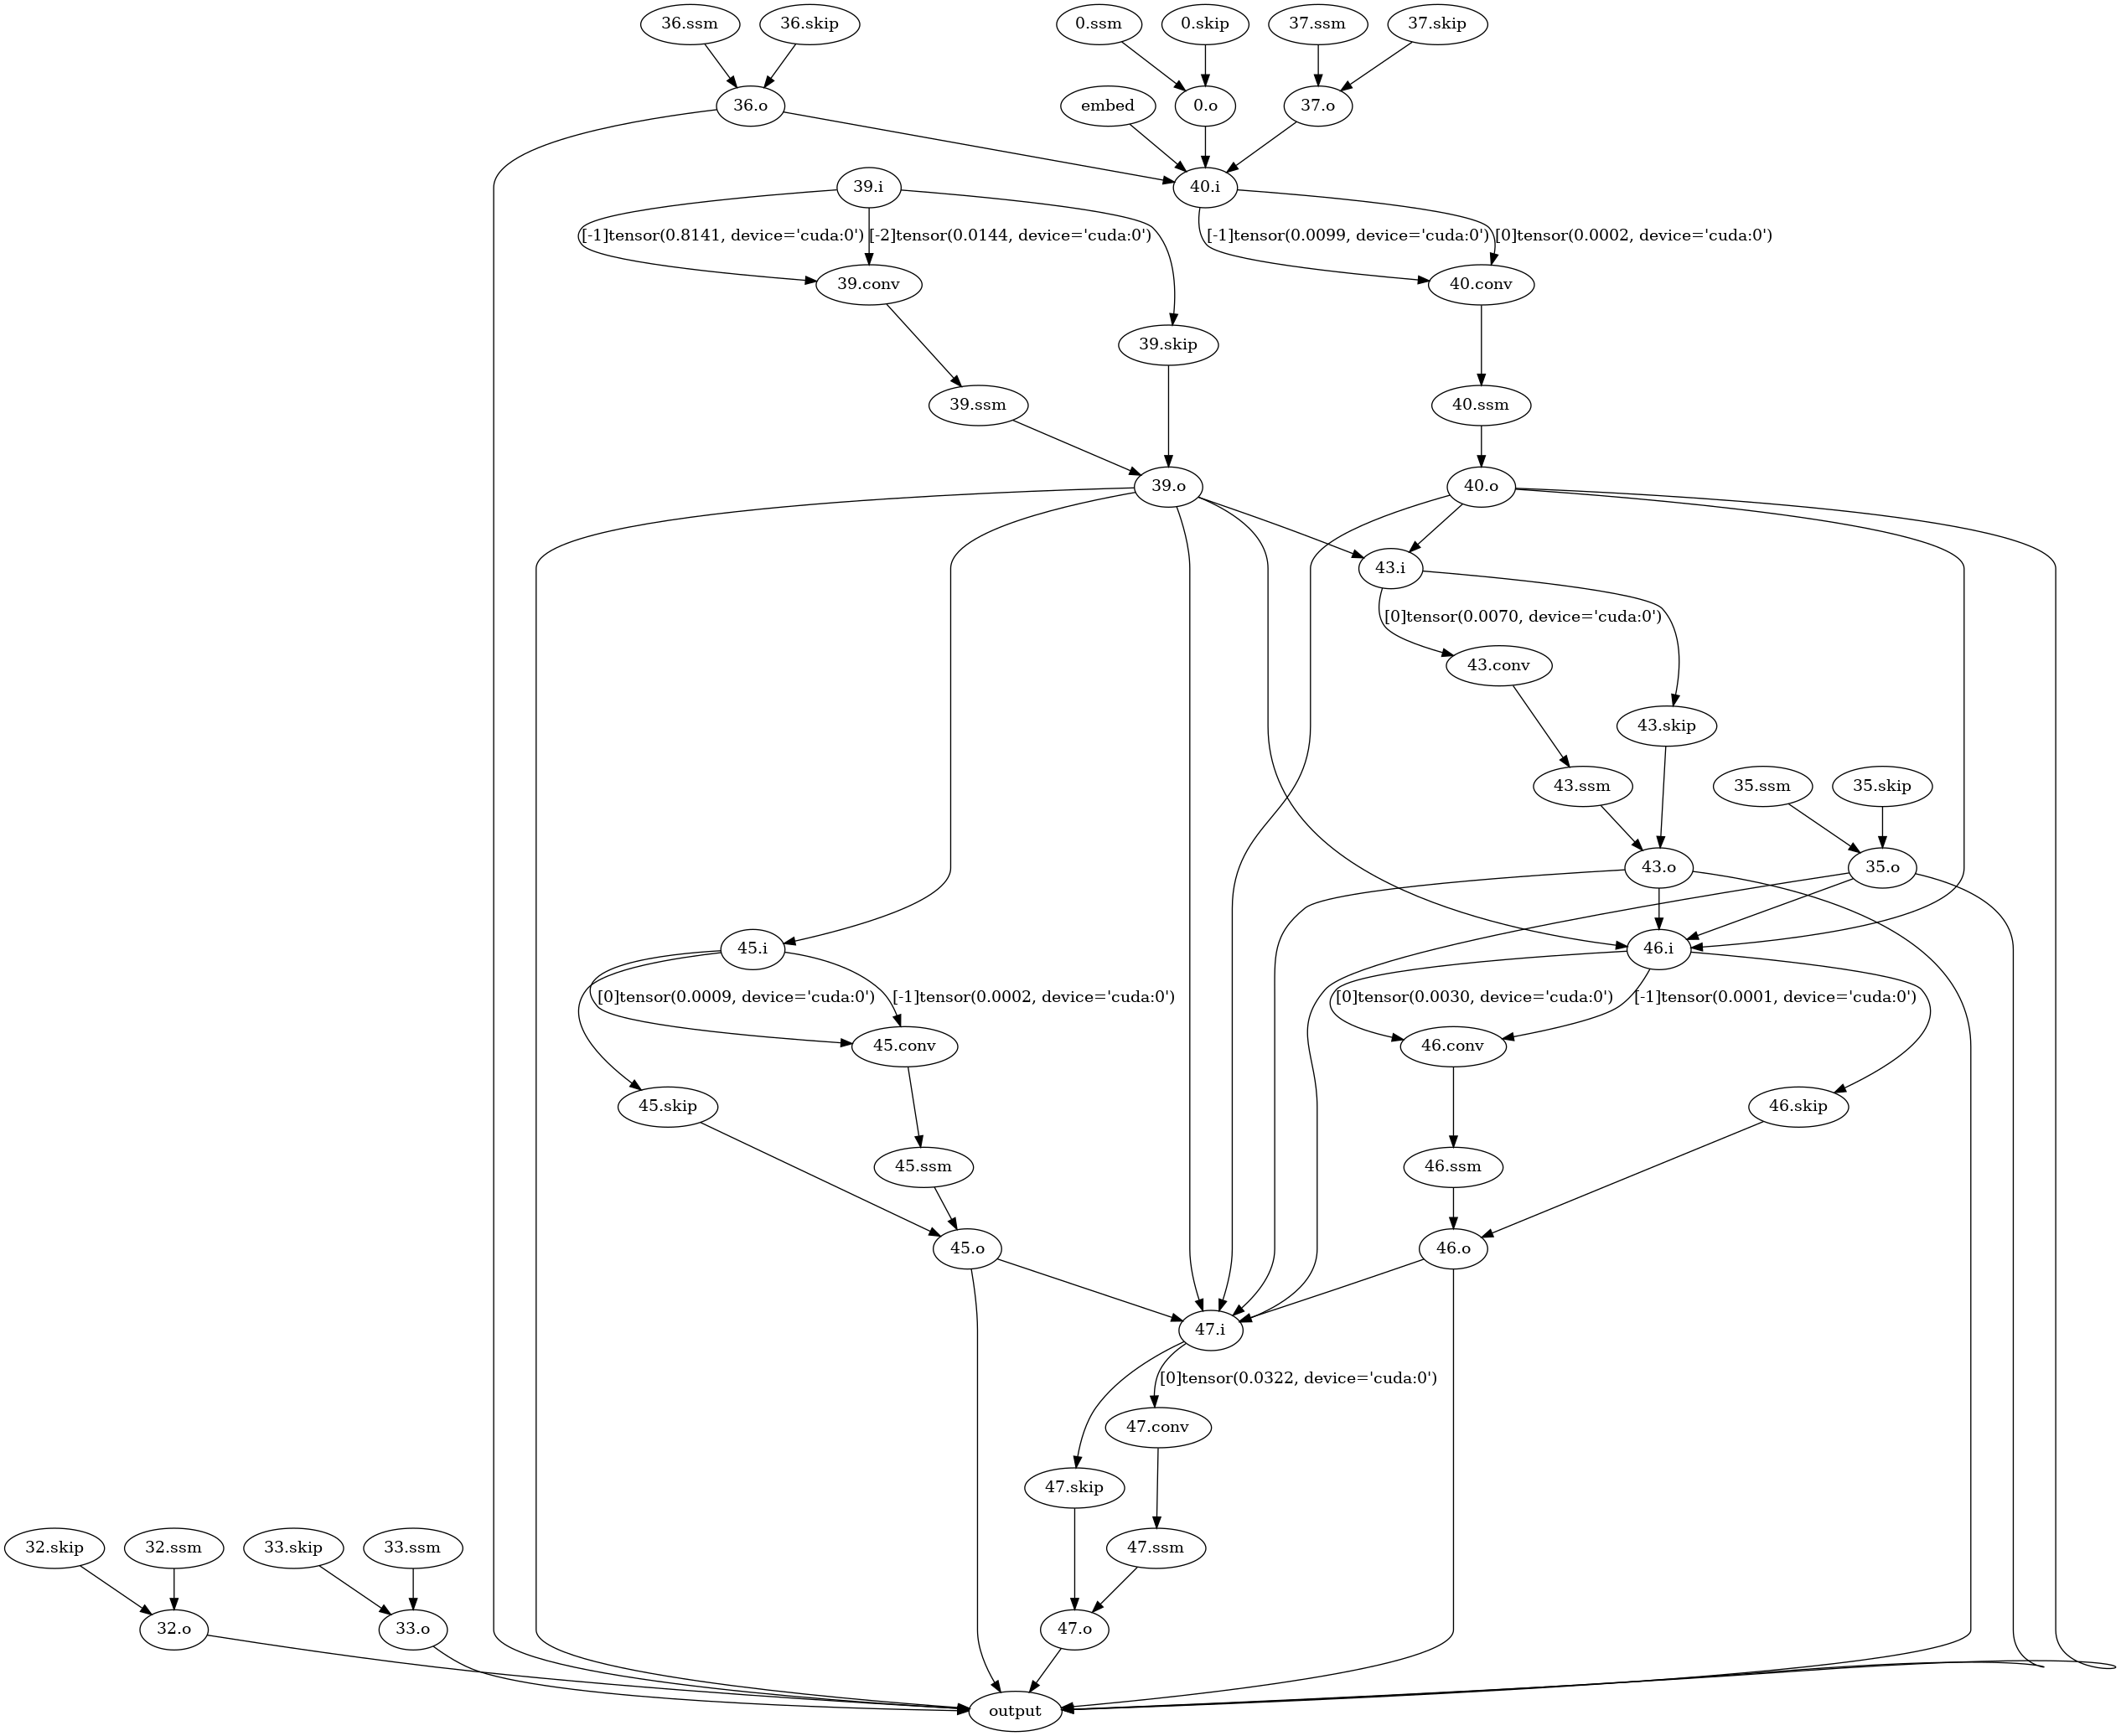 36.ssm
36.skip
0.ssm
0.skip
37.ssm
37.skip
36.o
embed
0.o
37.o
39.i
40.i
[-1]tensor(0.8141, device='cuda:0')
[-2]tensor(0.0144, device='cuda:0')
[-1]tensor(0.0099, device='cuda:0')
[0]tensor(0.0002, device='cuda:0')
39.conv
40.conv
39.skip
39.ssm
40.ssm
39.o
40.o
43.i
[0]tensor(0.0070, device='cuda:0')
43.conv
43.skip
43.ssm
35.ssm
35.skip
43.o
35.o
45.i
46.i
[0]tensor(0.0009, device='cuda:0')
[-1]tensor(0.0002, device='cuda:0')
[0]tensor(0.0030, device='cuda:0')
[-1]tensor(0.0001, device='cuda:0')
45.conv
46.conv
45.skip
46.skip
45.ssm
46.ssm
45.o
46.o
47.i
[0]tensor(0.0322, device='cuda:0')
47.conv
47.skip
32.skip
32.ssm
33.skip
33.ssm
47.ssm
32.o
33.o
47.o
output